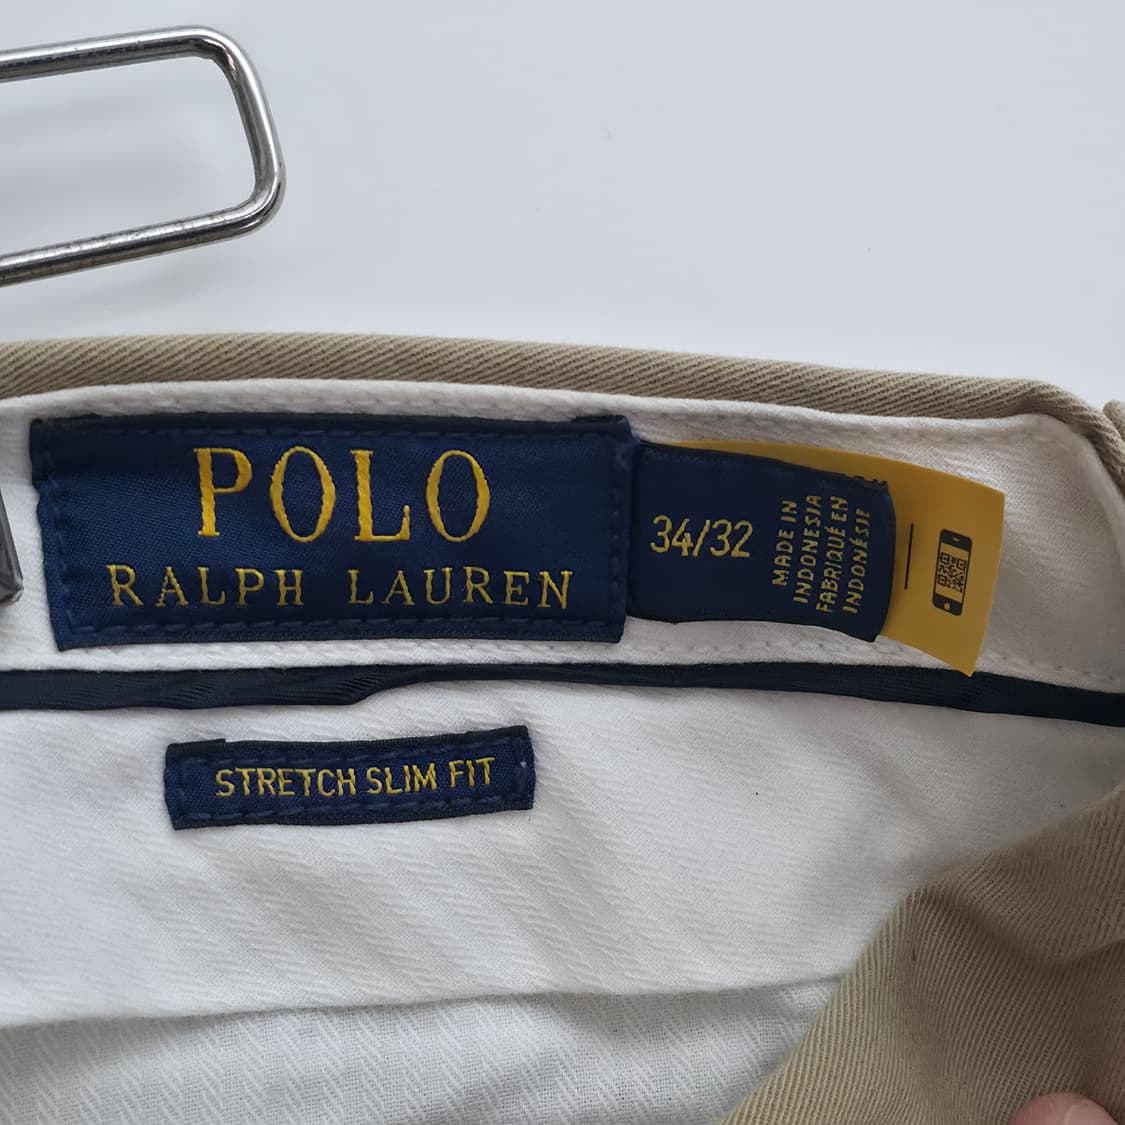 POLO
RALPH LAUREN
34/32
MADE IN
INDONESIA
FABRIQUÉ EN
INDONÉSIE
STRETCH SLIM FIT